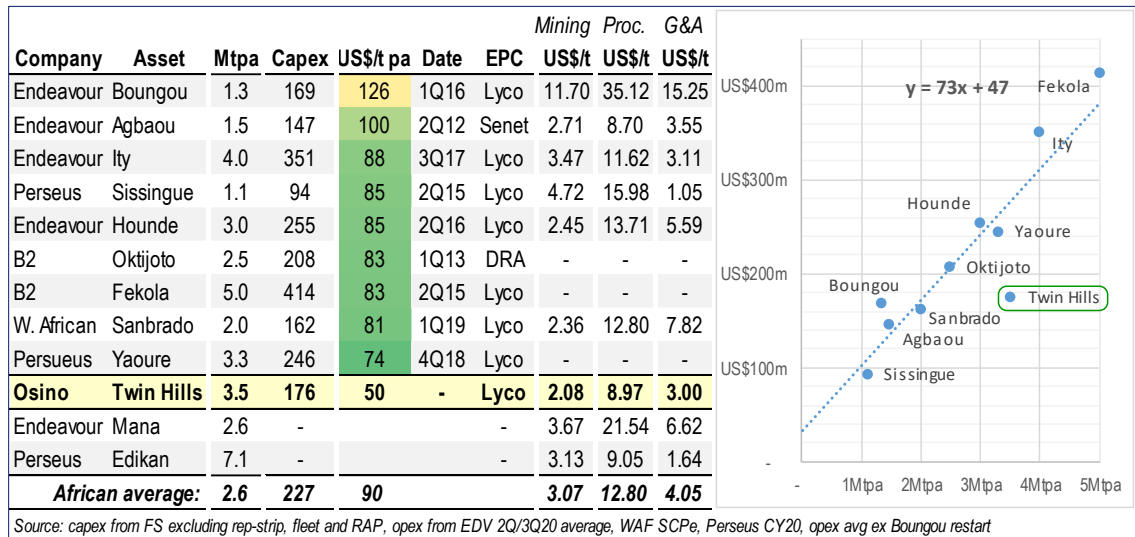 Mining Proc. G&A
Company Asset Mtpa Capex US$/t pa Date EPC US$/t US$/t US$/t
Endeavour Boungou 1.3 169 126 1Q16 Lyco 11.70 35.12 15.25
Endeavour Agbaou 1.5 147 100 2Q12 Senet 2.71 8.70 3.55
Endeavour Ity 4.0 351 88 3Q17 Lyco 3.47 11.62 3.11
Perseus Sissingue 1.1 94 85 2Q15 Lyco 4.72 15.98 1.05
Endeavour Hounde 3.0 255 85 2Q16 Lyco 2.45 13.71 5.59
B2 Oktijoto 2.5 208 83 1Q13 DRA - - -
B2 Fekola 5.0 414 83 2Q15 Lyco - - -
W. African Sanbrado 2.0 162 81 1Q19 Lyco 2.36 12.80 7.82
Persueus Yaoure 3.3 246 74 4Q18 Lyco - - -
Osino Twin Hills 3.5 176 50 - Lyco 2.08 8.97 3.00
Endeavour Mana 2.6 - - 3.67 21.54 6.62
Perseus Edikan 7.1 - - 3.13 9.05 1.64
African average: 2.6 227 90 3.07 12.80 4.05
Source: capex from FS excluding rep-strip, fleet and RAP, opex from EDV 2Q/3Q20 average, WAF SCPe, Perseus CY20, opex avg ex Boungou restart
US$400m
y = 73x + 47
Fekola
Ity
US$300m
Hounde
Yaoure
US$200m
Oktijoto
Boungou
Twin Hills
Sanbrado
Agbaou
US$100m
Sissingue
-
- 1Mtpa 2Mtpa 3Mtpa 4Mtpa 5Mtpa